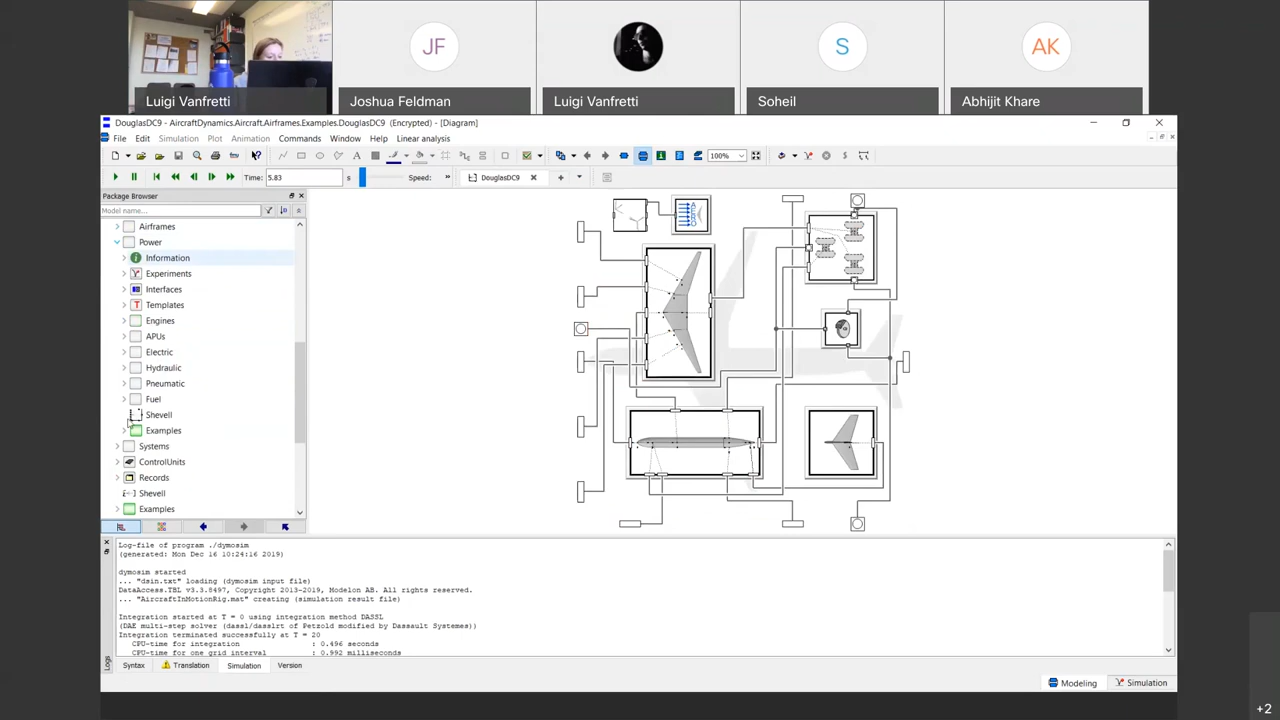 JF
S
AK
Luigi Vanfretti
Joshua Feldman
Luigi Vanfretti
Soheil
Abhijit Khare
DouglasDC9 - AircraftDynamics.Aircraft.Airframes.Examples.DouglasDC9 (Encrypted) - [Diagram]
File Edit Simulation Plot Animation Commands Window Help Linear analysis
100%
Time: 5.83 s Speed: » DouglasDC9
Package Browser
Model name...
Airframes
Power
Information
Experiments
Interfaces
Templates
Engines
APUs
Electric
Hydraulic
Pneumatic
Fuel
Shevell
Examples
Systems
ControlUnits
Records
Shevell
Examples
AERO
Log-file of program ./dymosim
(generated: Mon Dec 16 10:24:16 2019)
dymosim started
... "dsin.txt" loading (dymosim input file)
DataAccess.TBL v3.3.8497, Copyright 2013-2019, Modelon AB. All rights reserved.
... "AircraftInMotionRig.mat" creating (simulation result file)
Integration started at T = 0 using integration method DASSL
(DAE multi-step solver (dassl/dasslrt of Petzold modified by Dassault Systemes))
Integration terminated successfully at T = 20
CPU-time for integration : 0.496 seconds
CPU-time for one grid interval : 0.992 milliseconds
Logs
Syntax Translation Simulation Version
Modeling Simulation
+2